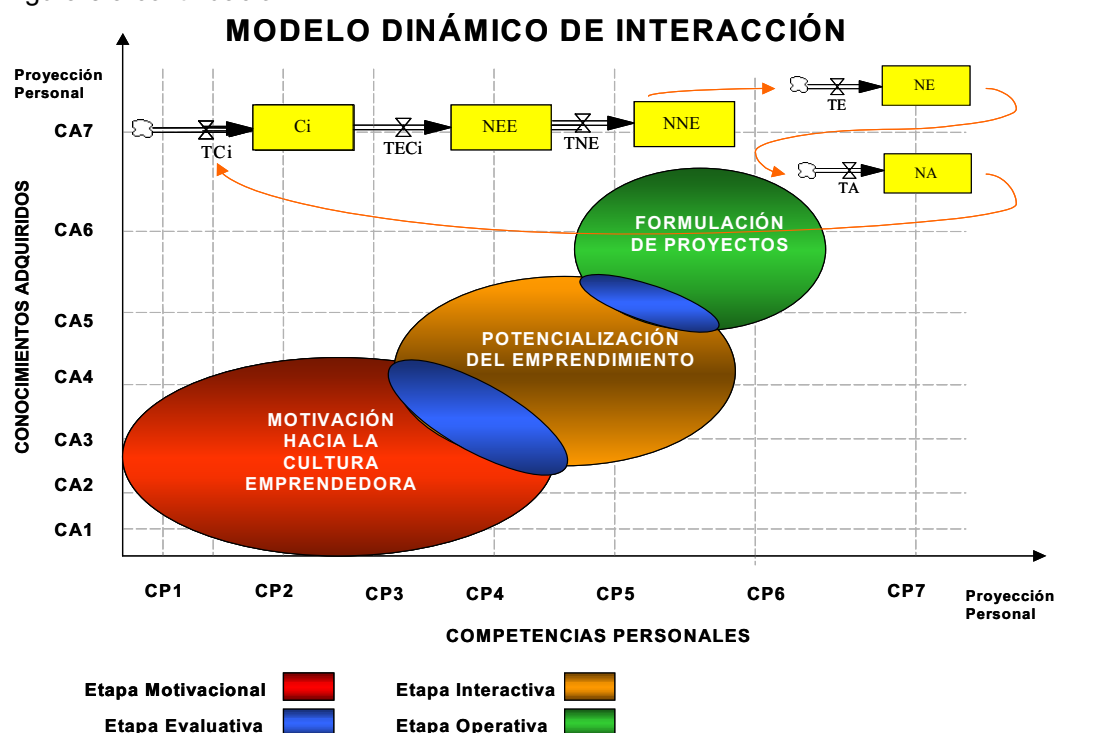 MODELO DINÁMICO DE INTERACCIÓN
Proyección
Personal
CA7
CA6
CA5
CA4
CA3
CA2
CA1
CONOCIMIENTOS ADQUIRIDOS
TCi
Ci
TECi
NEE
TNE
NNE
TE
NE
TA
NA
FORMULACIÓN
DE PROYECTOS
POTENCIALIZACIÓN
DEL EMPRENDIMIENTO
MOTIVACIÓN
HACIA LA
CULTURA
EMPRENDEDORA
CP1
CP2
CP3
CP4
CP5
CP6
CP7
Proyección
Personal
COMPETENCIAS PERSONALES
Etapa Motivacional
Etapa Interactiva
Etapa Evaluativa
Etapa Operativa